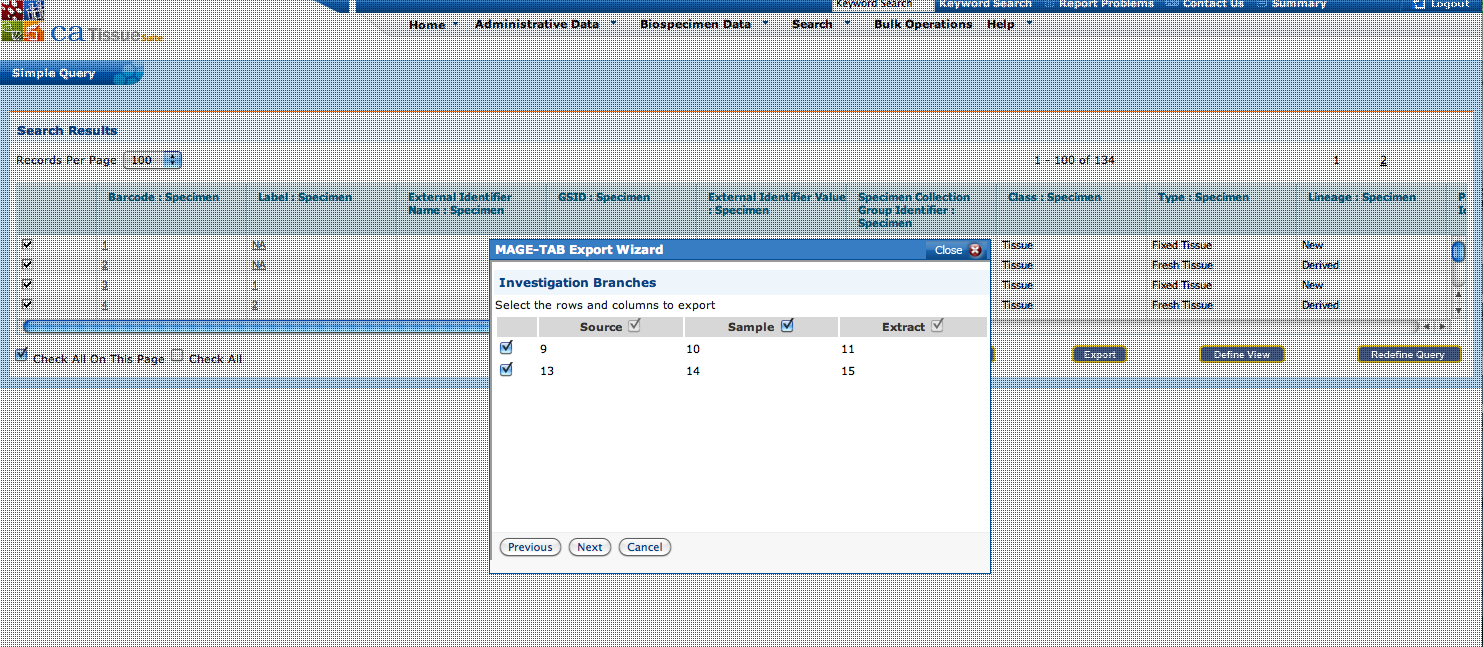 Keyword Search Keyword Search Report Problems Contact Us Summary Logout
Home Administrative Data Biospecimen Data Search Bulk Operations Help
ca Tissue Suite
Simple Query
Search Results
Records Per Page 100 1 - 100 of 134 1 2
Barcode : Specimen Label : Specimen External Identifier Name : Specimen GSID : Specimen External Identifier Value : Specimen Specimen Collection Group Identifier : Specimen Class : Specimen Type : Specimen Lineage : Specimen
1 NA Tissue Fixed Tissue New
2 NA Tissue Fresh Tissue Derived
3 1 Tissue Fixed Tissue New
4 2 Tissue Fresh Tissue Derived
Check All On This Page Check All
Export Define View Redefine Query
MAGE-TAB Export Wizard Close
Investigation Branches
Select the rows and columns to export
Source Sample Extract
9 10 11
13 14 15
Previous Next Cancel